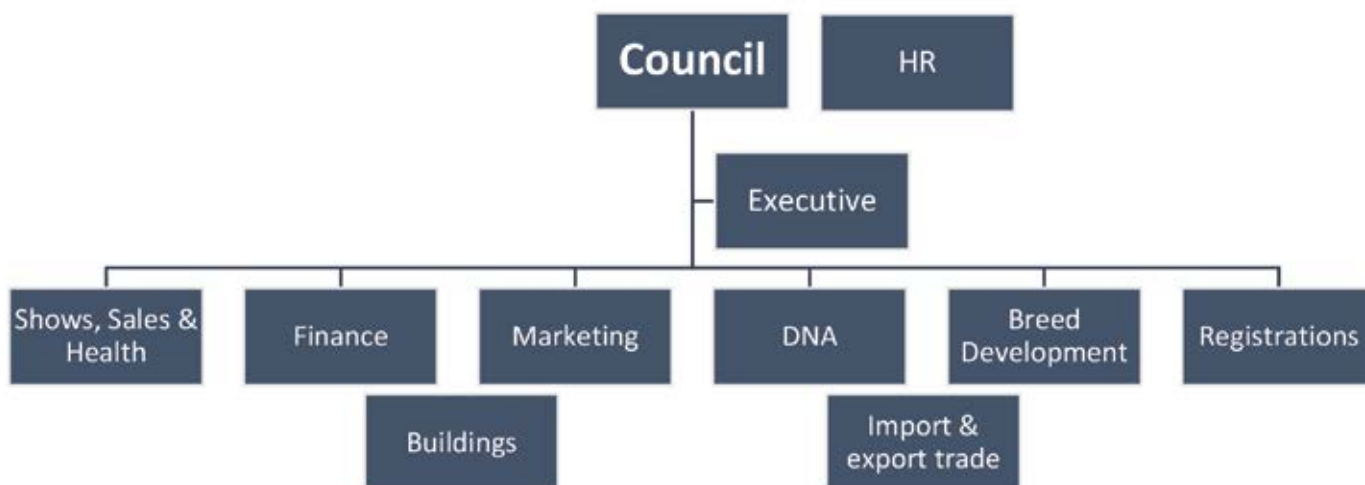 Council
HR
Executive
Shows, Sales &
Health
Finance
Marketing
DNA
Breed
Development
Registrations
Buildings
Import &
export trade